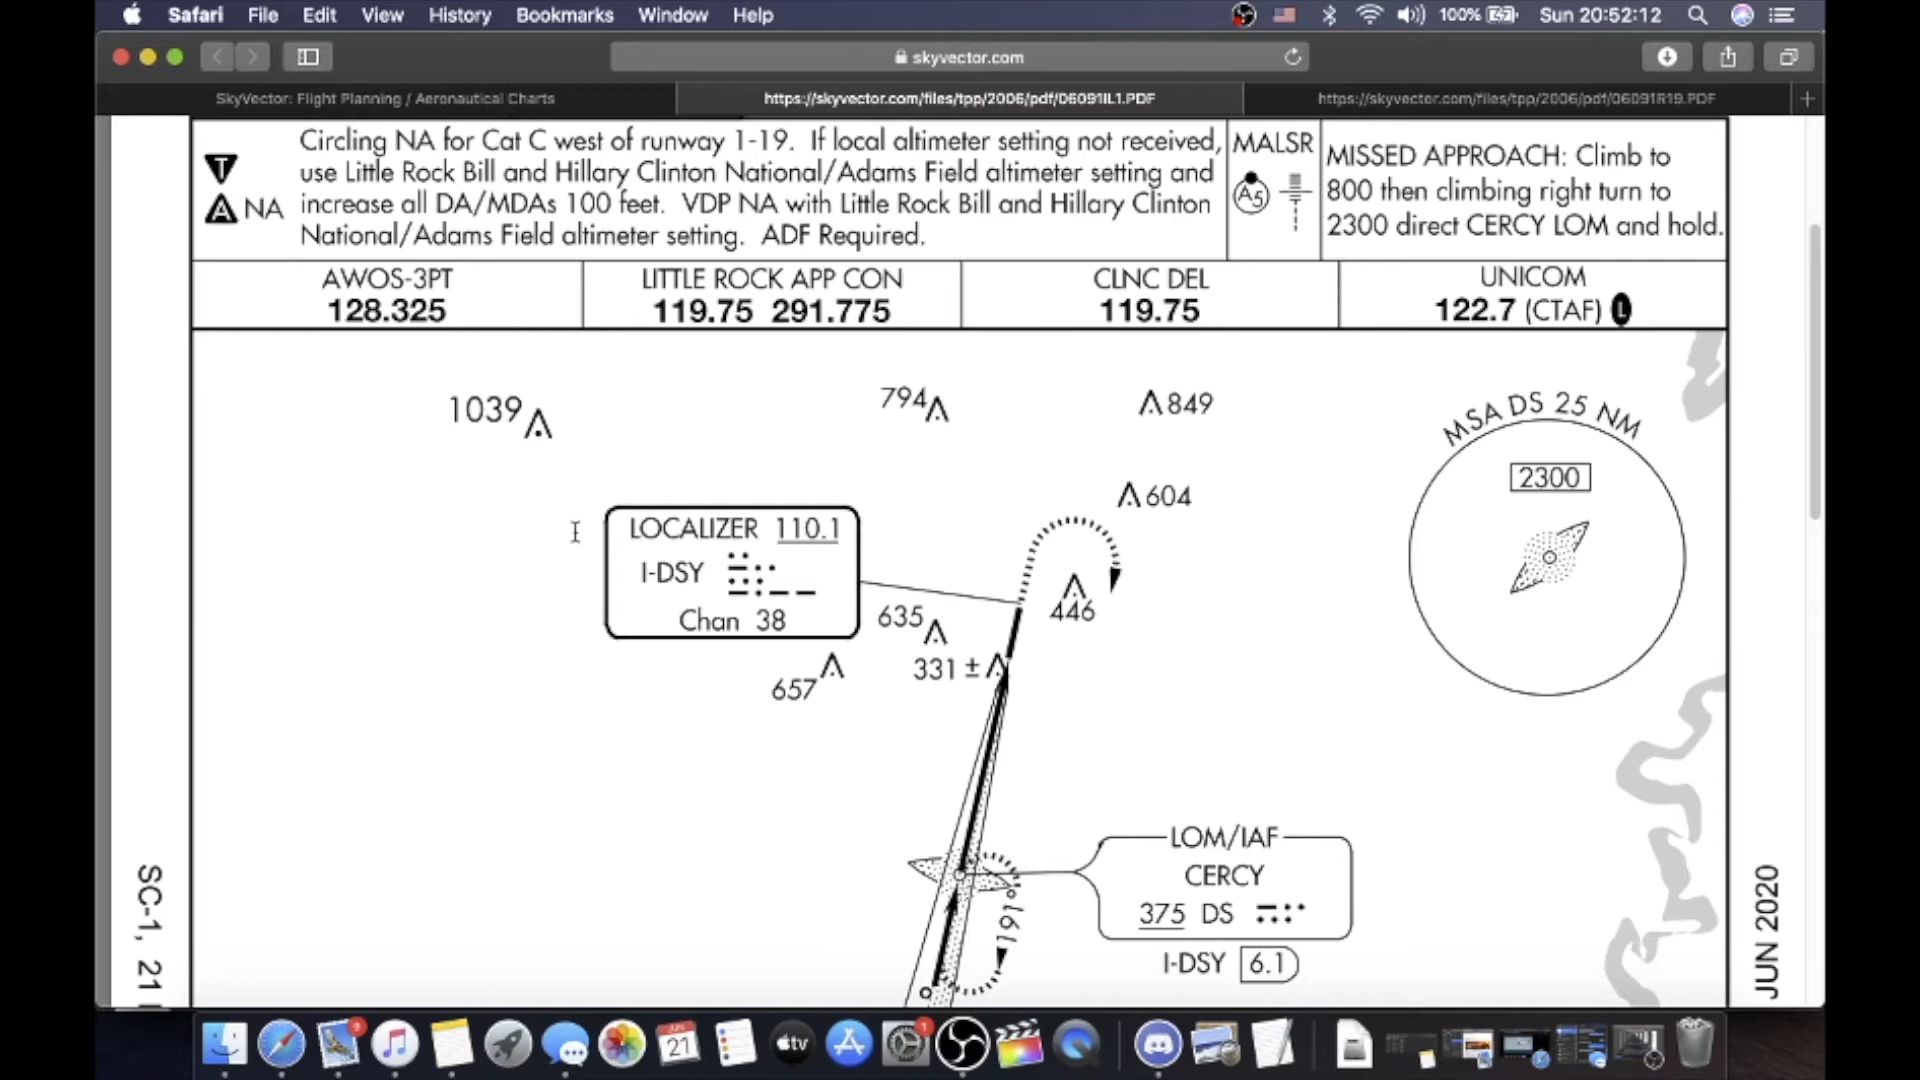 Safari File Edit View History Bookmarks Window Help 100% Sun 20:52:12
skyvector.com
SkyVector: Flight Planning / Aeronautical Charts
https://skyvector.com/files/tpp/2006/pdf/06091IL1.PDF
https://skyvector.com/files/tpp/2006/pdf/06091R19.PDF
T
A NA
Circling NA for Cat C west of runway 1-19. If local altimeter setting not received,
use Little Rock Bill and Hillary Clinton National/Adams Field altimeter setting and
increase all DA/MDAs 100 feet. VDP NA with Little Rock Bill and Hillary Clinton
National/Adams Field altimeter setting. ADF Required.
MALSR
A5
MISSED APPROACH: Climb to
800 then climbing right turn to
2300 direct CERCY LOM and hold.
AWOS-3PT
128.325
LITTLE ROCK APP CON
119.75 291.775
CLNC DEL
119.75
UNICOM
122.7 (CTAF) L
1039
794
849
MSA DS 25 NM
2300
604
LOCALIZER 110.1
I-DSY
Chan 38
446
635
331 ±
657
LOM/IAF
CERCY
375 DS
I-DSY 6.1
191°
SC-1, 21
JUN 2020
JUN
21
tv
1